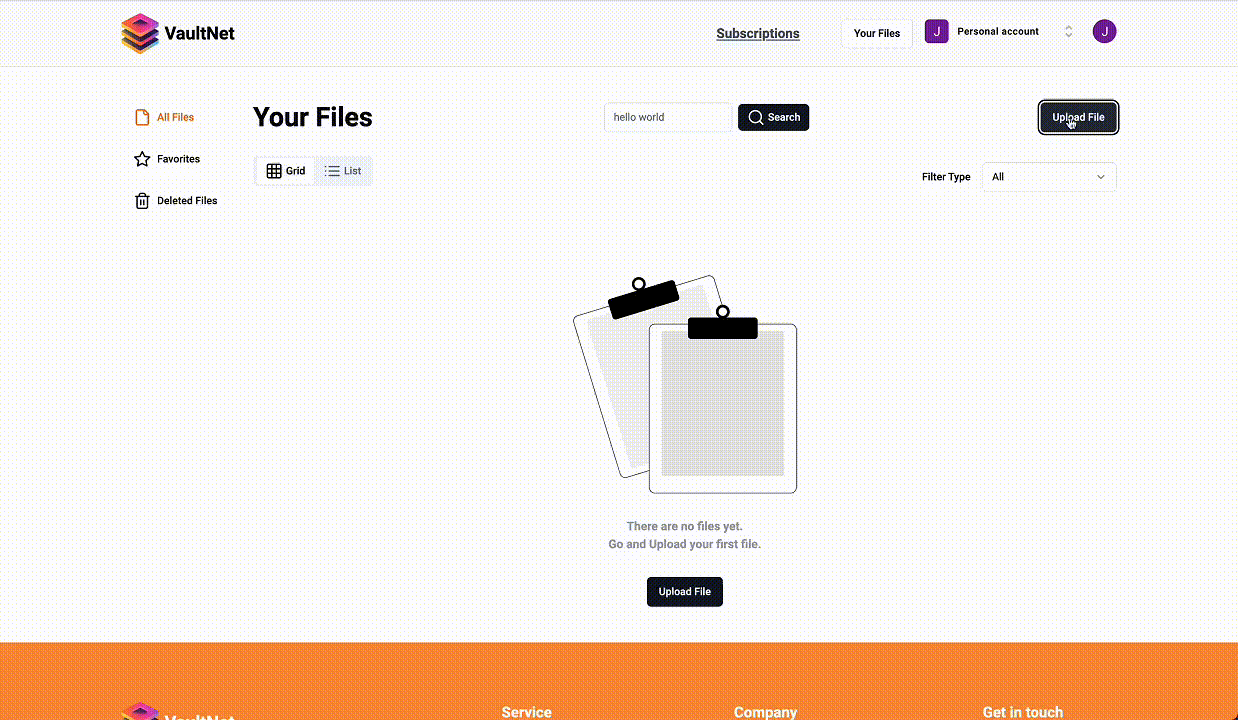 VaultNet
Subscriptions
Your Files
J
Personal account
J
All Files
Favorites
Deleted Files
Your Files
hello world
Search
Upload File
Grid
List
Filter Type
All
There are no files yet.
Go and Upload your first file.
Upload File
VaultNet
Service
Company
Get in touch